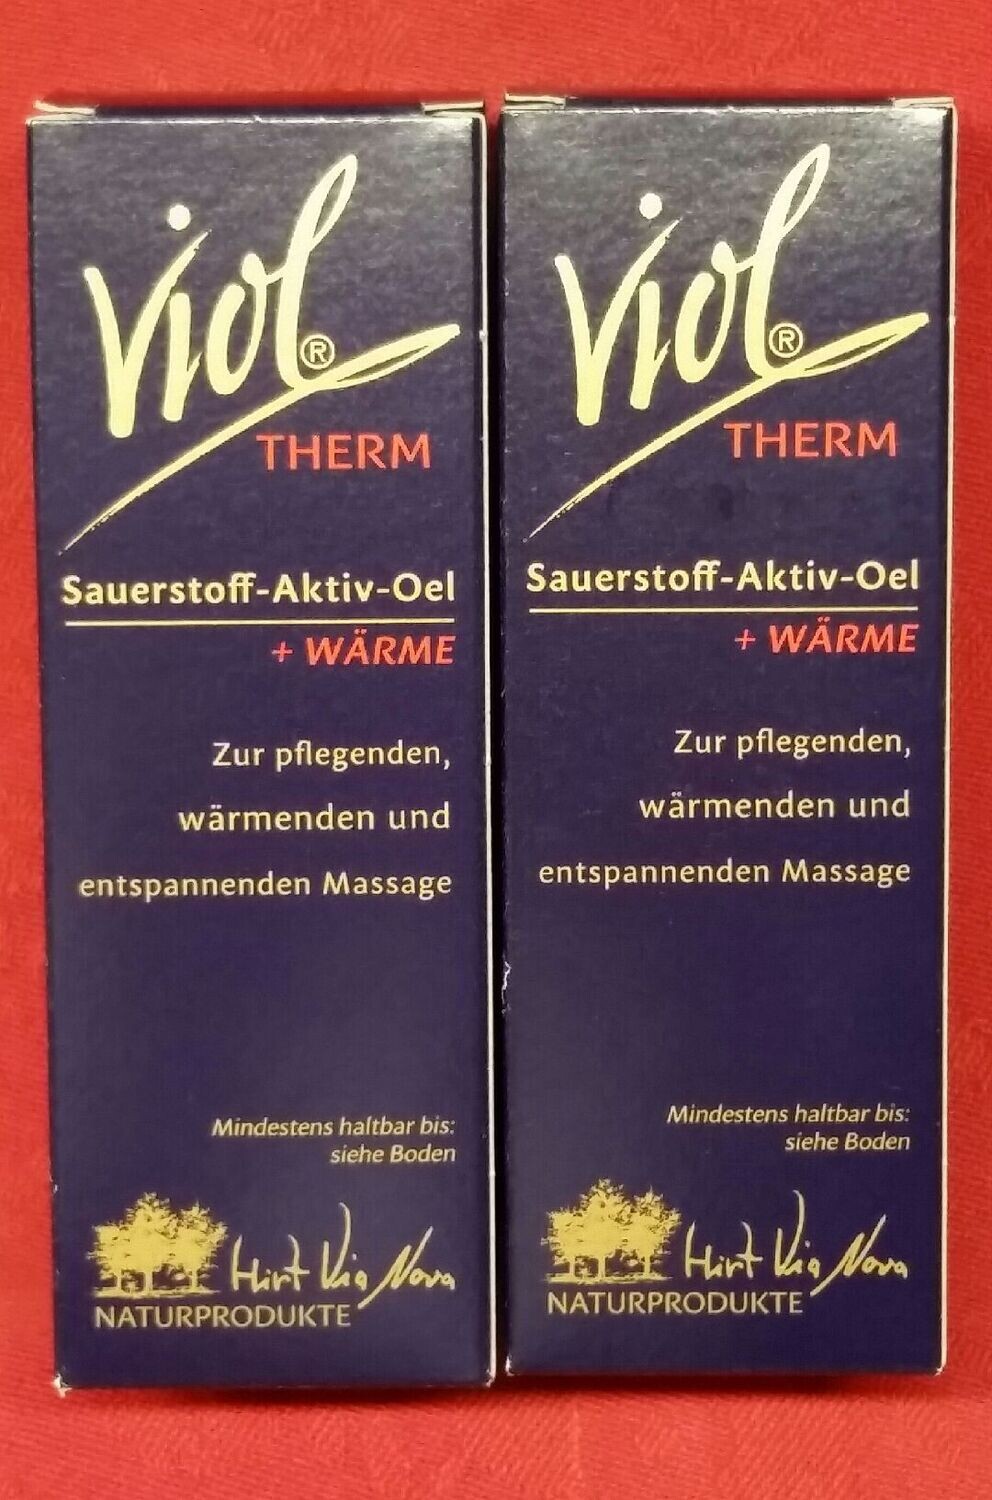 Viol®
THERM
Sauerstoff-Aktiv-Oel
+ WÄRME
Zur pflegenden,
wärmenden und
entspannenden Massage
Mindestens haltbar bis:
siehe Boden
Hirt Via Nova
NATURPRODUKTE
Viol®
THERM
Sauerstoff-Aktiv-Oel
+ WÄRME
Zur pflegenden,
wärmenden und
entspannenden Massage
Mindestens haltbar bis:
siehe Boden
Hirt Via Nova
NATURPRODUKTE